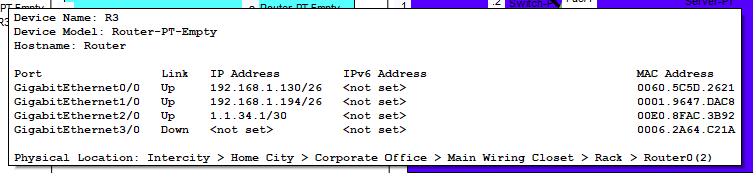 PT-Empty
R3
Router-PT-Empty
.1
.2
Switch-PT
Server-PT
Device Name: R3
Device Model: Router-PT-Empty
Hostname: Router
Port Link IP Address IPv6 Address MAC Address
GigabitEthernet0/0 Up 192.168.1.130/26 <not set> 0060.5C5D.2621
GigabitEthernet1/0 Up 192.168.1.194/26 <not set> 0001.9647.DAC8
GigabitEthernet2/0 Up 1.1.34.1/30 <not set> 00E0.8FAC.3B92
GigabitEthernet3/0 Down <not set> <not set> 0006.2A64.C21A
Physical Location: Intercity > Home City > Corporate Office > Main Wiring Closet > Rack > Router0(2)